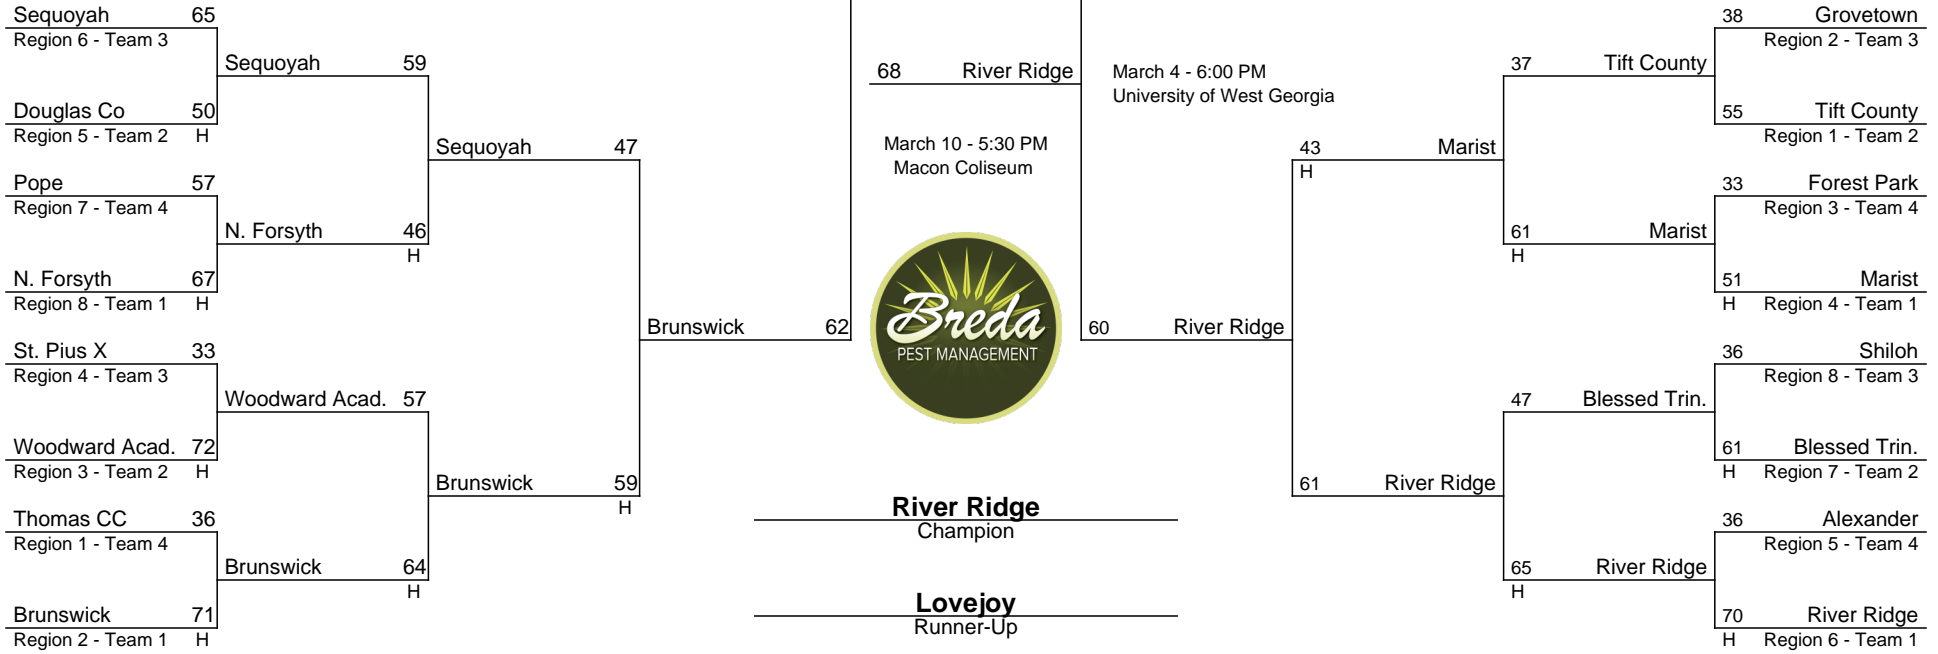 Sequoyah 65
Region 6 - Team 3
Sequoyah 59
Douglas Co 50
Region 5 - Team 2 H
Sequoyah 47
Pope 57
Region 7 - Team 4
N. Forsyth 46
H
N. Forsyth 67
Region 8 - Team 1 H
Brunswick 62
St. Pius X 33
Region 4 - Team 3
Woodward Acad. 57
Woodward Acad. 72
Region 3 - Team 2 H
Brunswick 59
H
Thomas CC 36
Region 1 - Team 4
Brunswick 64
H
Brunswick 71
Region 2 - Team 1 H
68 River Ridge
March 10 - 5:30 PM
Macon Coliseum
Breda
PEST MANAGEMENT
River Ridge
Champion
Lovejoy
Runner-Up
March 4 - 6:00 PM
University of West Georgia
60 River Ridge
43 Marist
H
61 River Ridge
37 Tift County
61 Marist
H
47 Blessed Trin.
65 River Ridge
H
38 Grovetown
Region 2 - Team 3
55 Tift County
Region 1 - Team 2
33 Forest Park
Region 3 - Team 4
51 Marist
H Region 4 - Team 1
36 Shiloh
Region 8 - Team 3
61 Blessed Trin.
H Region 7 - Team 2
36 Alexander
Region 5 - Team 4
70 River Ridge
H Region 6 - Team 1